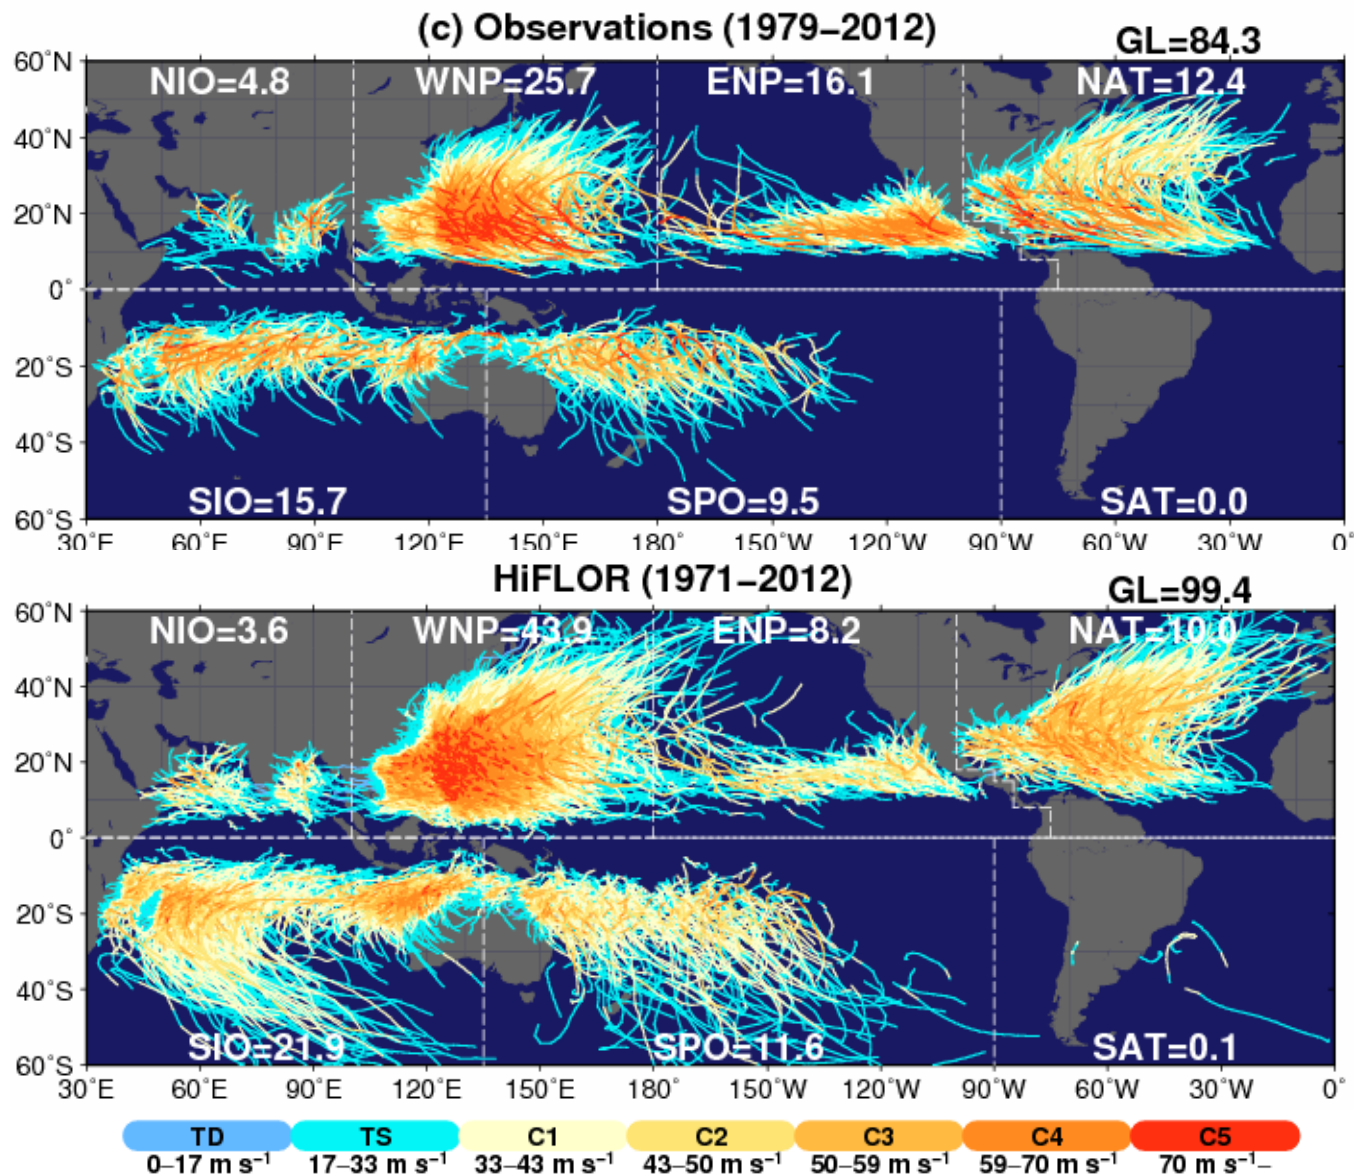 (c) Observations (1979–2012)
GL=84.3
60˚N
NIO=4.8 WNP=25.7 ENP=16.1 NAT=12.4
40˚N
20˚N
0˚
20˚S
40˚S
SIO=15.7 SPO=9.5 SAT=0.0
60˚S
30˚E 60˚E 90˚E 120˚E 150˚E 180˚ 150˚W 120˚W 90˚W 60˚W 30˚W 0˚
HiFLOR (1971–2012)
GL=99.4
60˚N
NIO=3.6 WNP=43.9 ENP=8.2 NAT=10.0
40˚N
20˚N
0˚
20˚S
40˚S
SIO=21.9 SPO=11.6 SAT=0.1
60˚S
30˚E 60˚E 90˚E 120˚E 150˚E 180˚ 150˚W 120˚W 90˚W 60˚W 30˚W 0˚
TD TS C1 C2 C3 C4 C5
0–17 m s⁻¹ 17–33 m s⁻¹ 33–43 m s⁻¹ 43–50 m s⁻¹ 50–59 m s⁻¹ 59–70 m s⁻¹ 70 m s⁻¹–